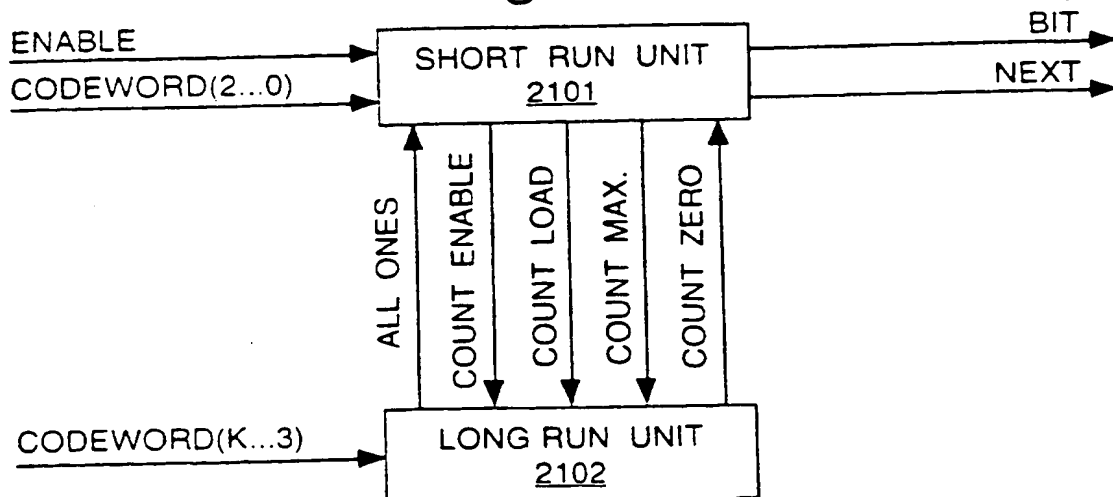 ENABLE
CODEWORD(2...0)
SHORT RUN UNIT
2101
BIT
NEXT
ALL ONES
COUNT ENABLE
COUNT LOAD
COUNT MAX.
COUNT ZERO
CODEWORD(K...3)
LONG RUN UNIT
2102